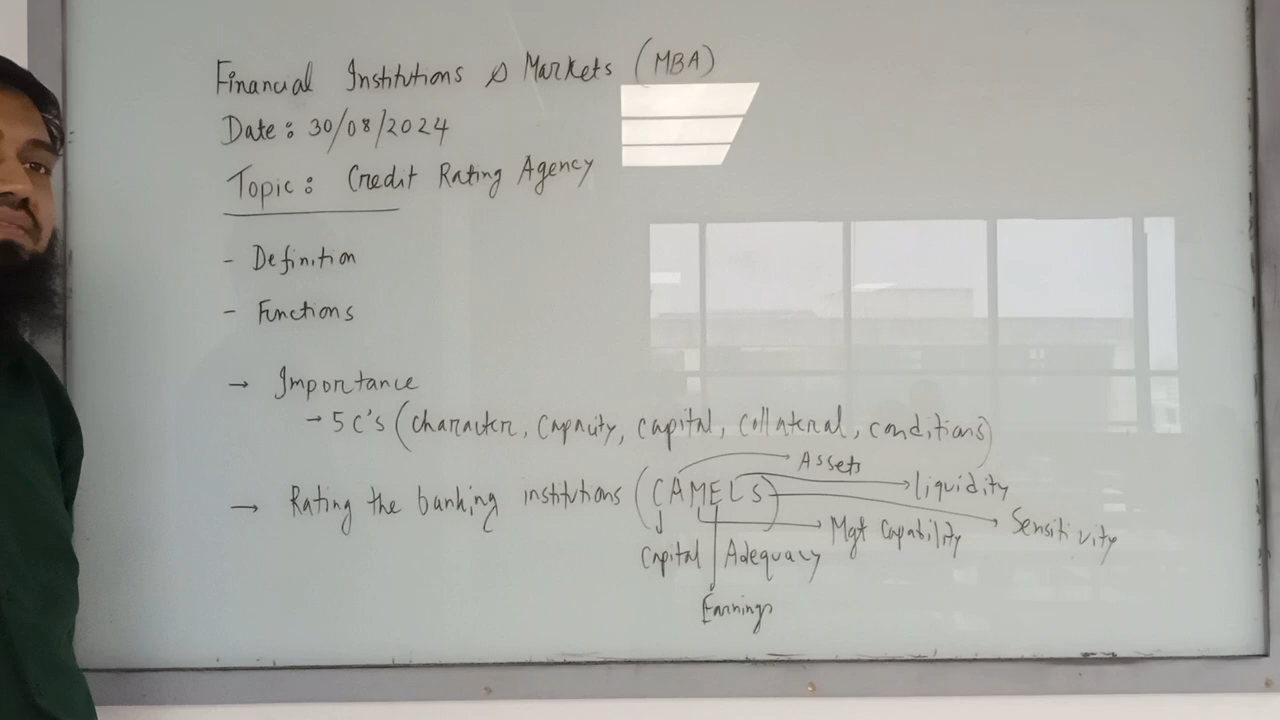 Financial Institutions & Markets (MBA)
Date: 30/08/2024
Topic: Credit Rating Agency
- Definition
- Functions
→ Importance
→ 5 C's (character, Capacity, capital, Collateral, conditions)
→ Rating the banking institutions (CAMELS)
Assets
liquidity
Sensitivity
Mgt Capability
Capital Adequacy
Earnings